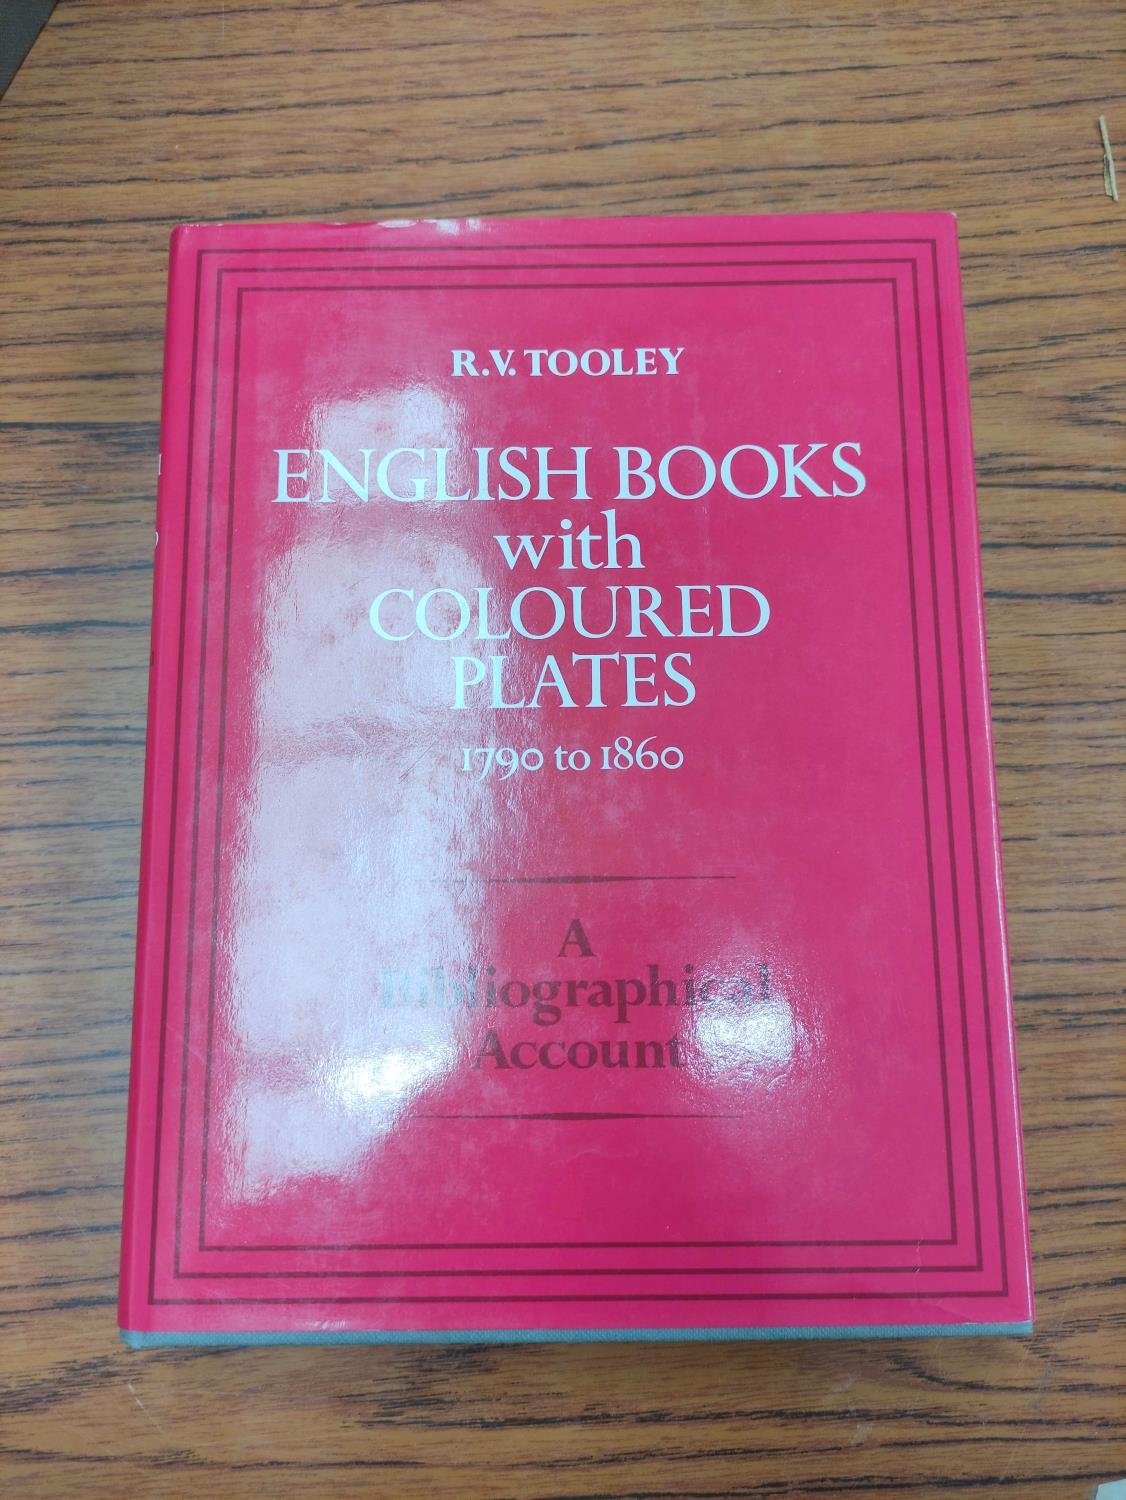 R.V. TOOLEY
ENGLISH BOOKS
with
COLOURED
PLATES
1790 to 1860
A
Bibliographical
Account